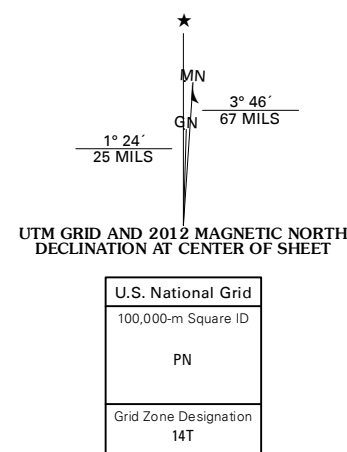 MN
3° 46´
67 MILS
GN
1° 24´
25 MILS
UTM GRID AND 2012 MAGNETIC NORTH
DECLINATION AT CENTER OF SHEET
U.S. National Grid
100,000-m Square ID
PN
Grid Zone Designation
14T